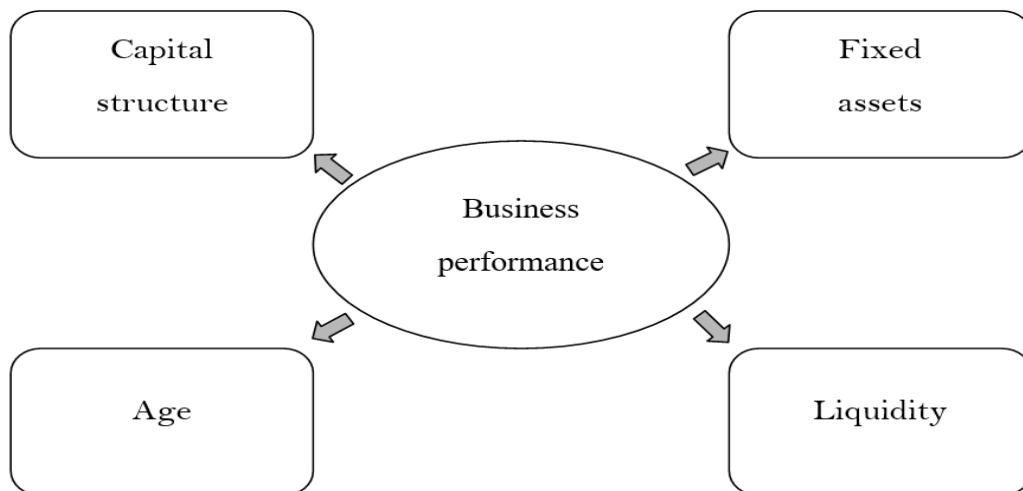 Capital
structure
Fixed
assets
Business
performance
Age
Liquidity